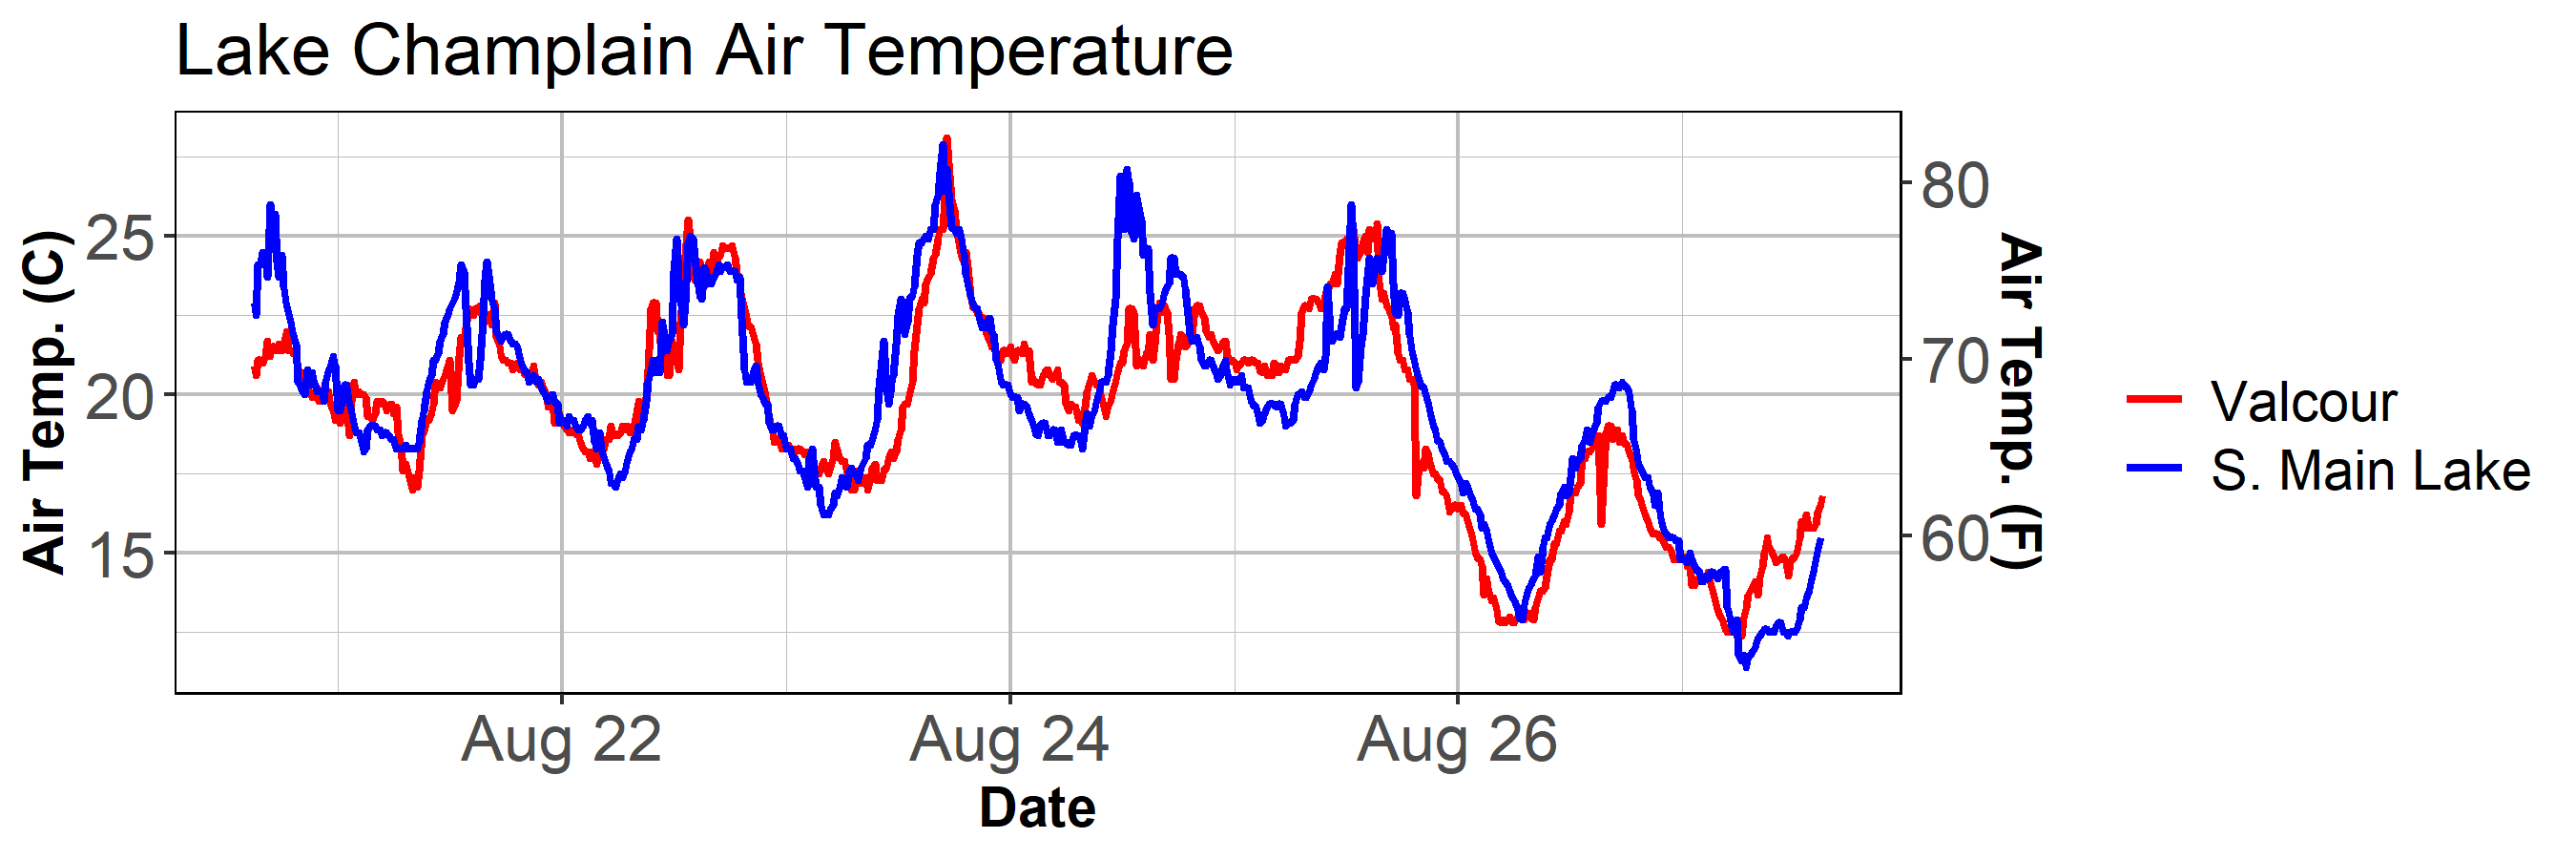 Lake Champlain Air Temperature
Air Temp. (C)
25
20
15
80
70
60
Air Temp. (F)
Aug 22
Aug 24
Aug 26
Date
Valcour
S. Main Lake